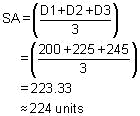 SA = (D1+D2+D3 / 3)
= (200+225+245 / 3)
= 223.33
≈ 224 units